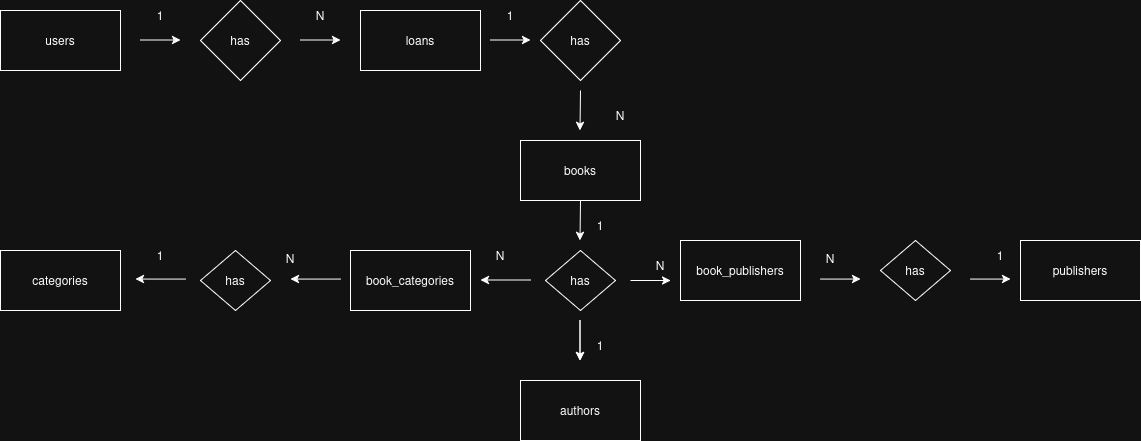 1
N
1
users
has
loans
has
N
books
1
1
N
N
N
N
1
categories
has
book_categories
has
book_publishers
has
publishers
1
authors